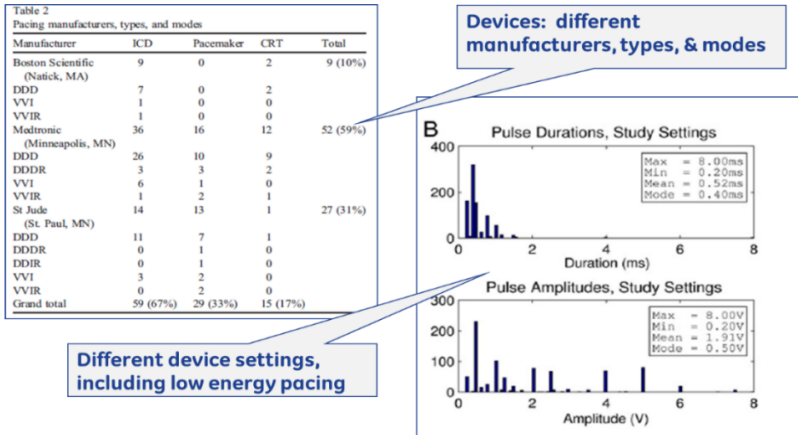 Table 2
Pacing manufacturers, types, and modes
Manufacturer ICD Pacemaker CRT Total
Boston Scientific 9 0 2 9 (10%)
(Natick, MA)
DDD 7 0 2
VVI 1 0 0
VVIR 1 0 0
Medtronic 36 16 12 52 (59%)
(Minneapolis, MN)
DDD 26 10 9
DDDR 3 3 2
VVI 6 1 0
VVIR 1 2 1
St Jude 14 13 1 27 (31%)
(St. Paul, MN)
DDD 11 7 1
DDDR 0 1 0
DDIR 0 1 0
VVI 3 2 0
VVIR 0 2 0
Grand total 59 (67%) 29 (33%) 15 (17%)
Devices: different
manufacturers, types, & modes
Different device settings,
including low energy pacing
B
Pulse Durations, Study Settings
400
200
0
Max = 8.00ms
Min = 0.20ms
Mean = 0.52ms
Mode = 0.40ms
0 2 4 6 8
Duration (ms)
Pulse Amplitudes, Study Settings
300
200
100
0
Max = 8.00V
Min = 0.20V
Mean = 1.91V
Mode = 0.50V
0 2 4 6 8
Amplitude (V)